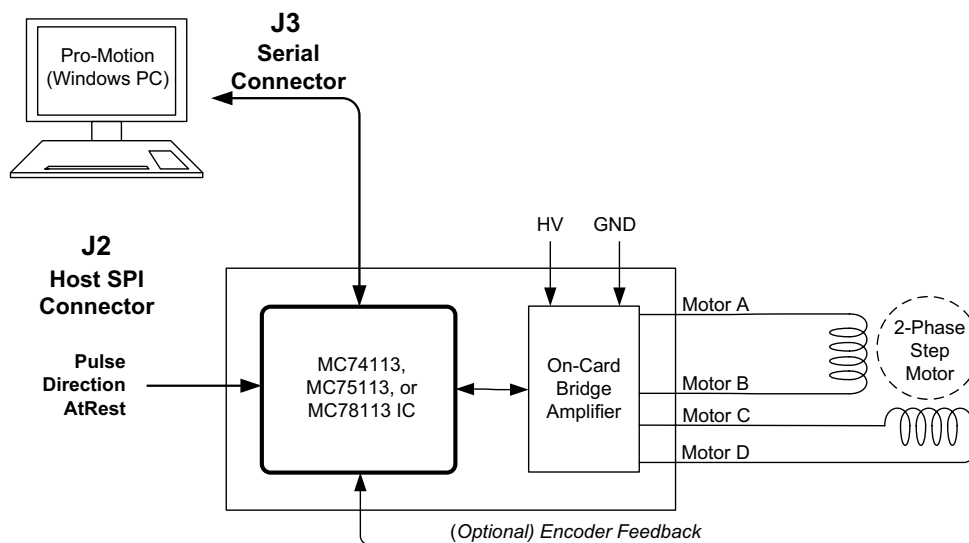 J3
Serial
Connector
Pro-Motion
(Windows PC)
J2
Host SPI
Connector
HV
GND
Pulse
Direction
AtRest
MC74113,
MC75113, or
MC78113 IC
On-Card
Bridge
Amplifier
Motor A
Motor B
Motor C
Motor D
2-Phase
Step
Motor
(Optional) Encoder Feedback